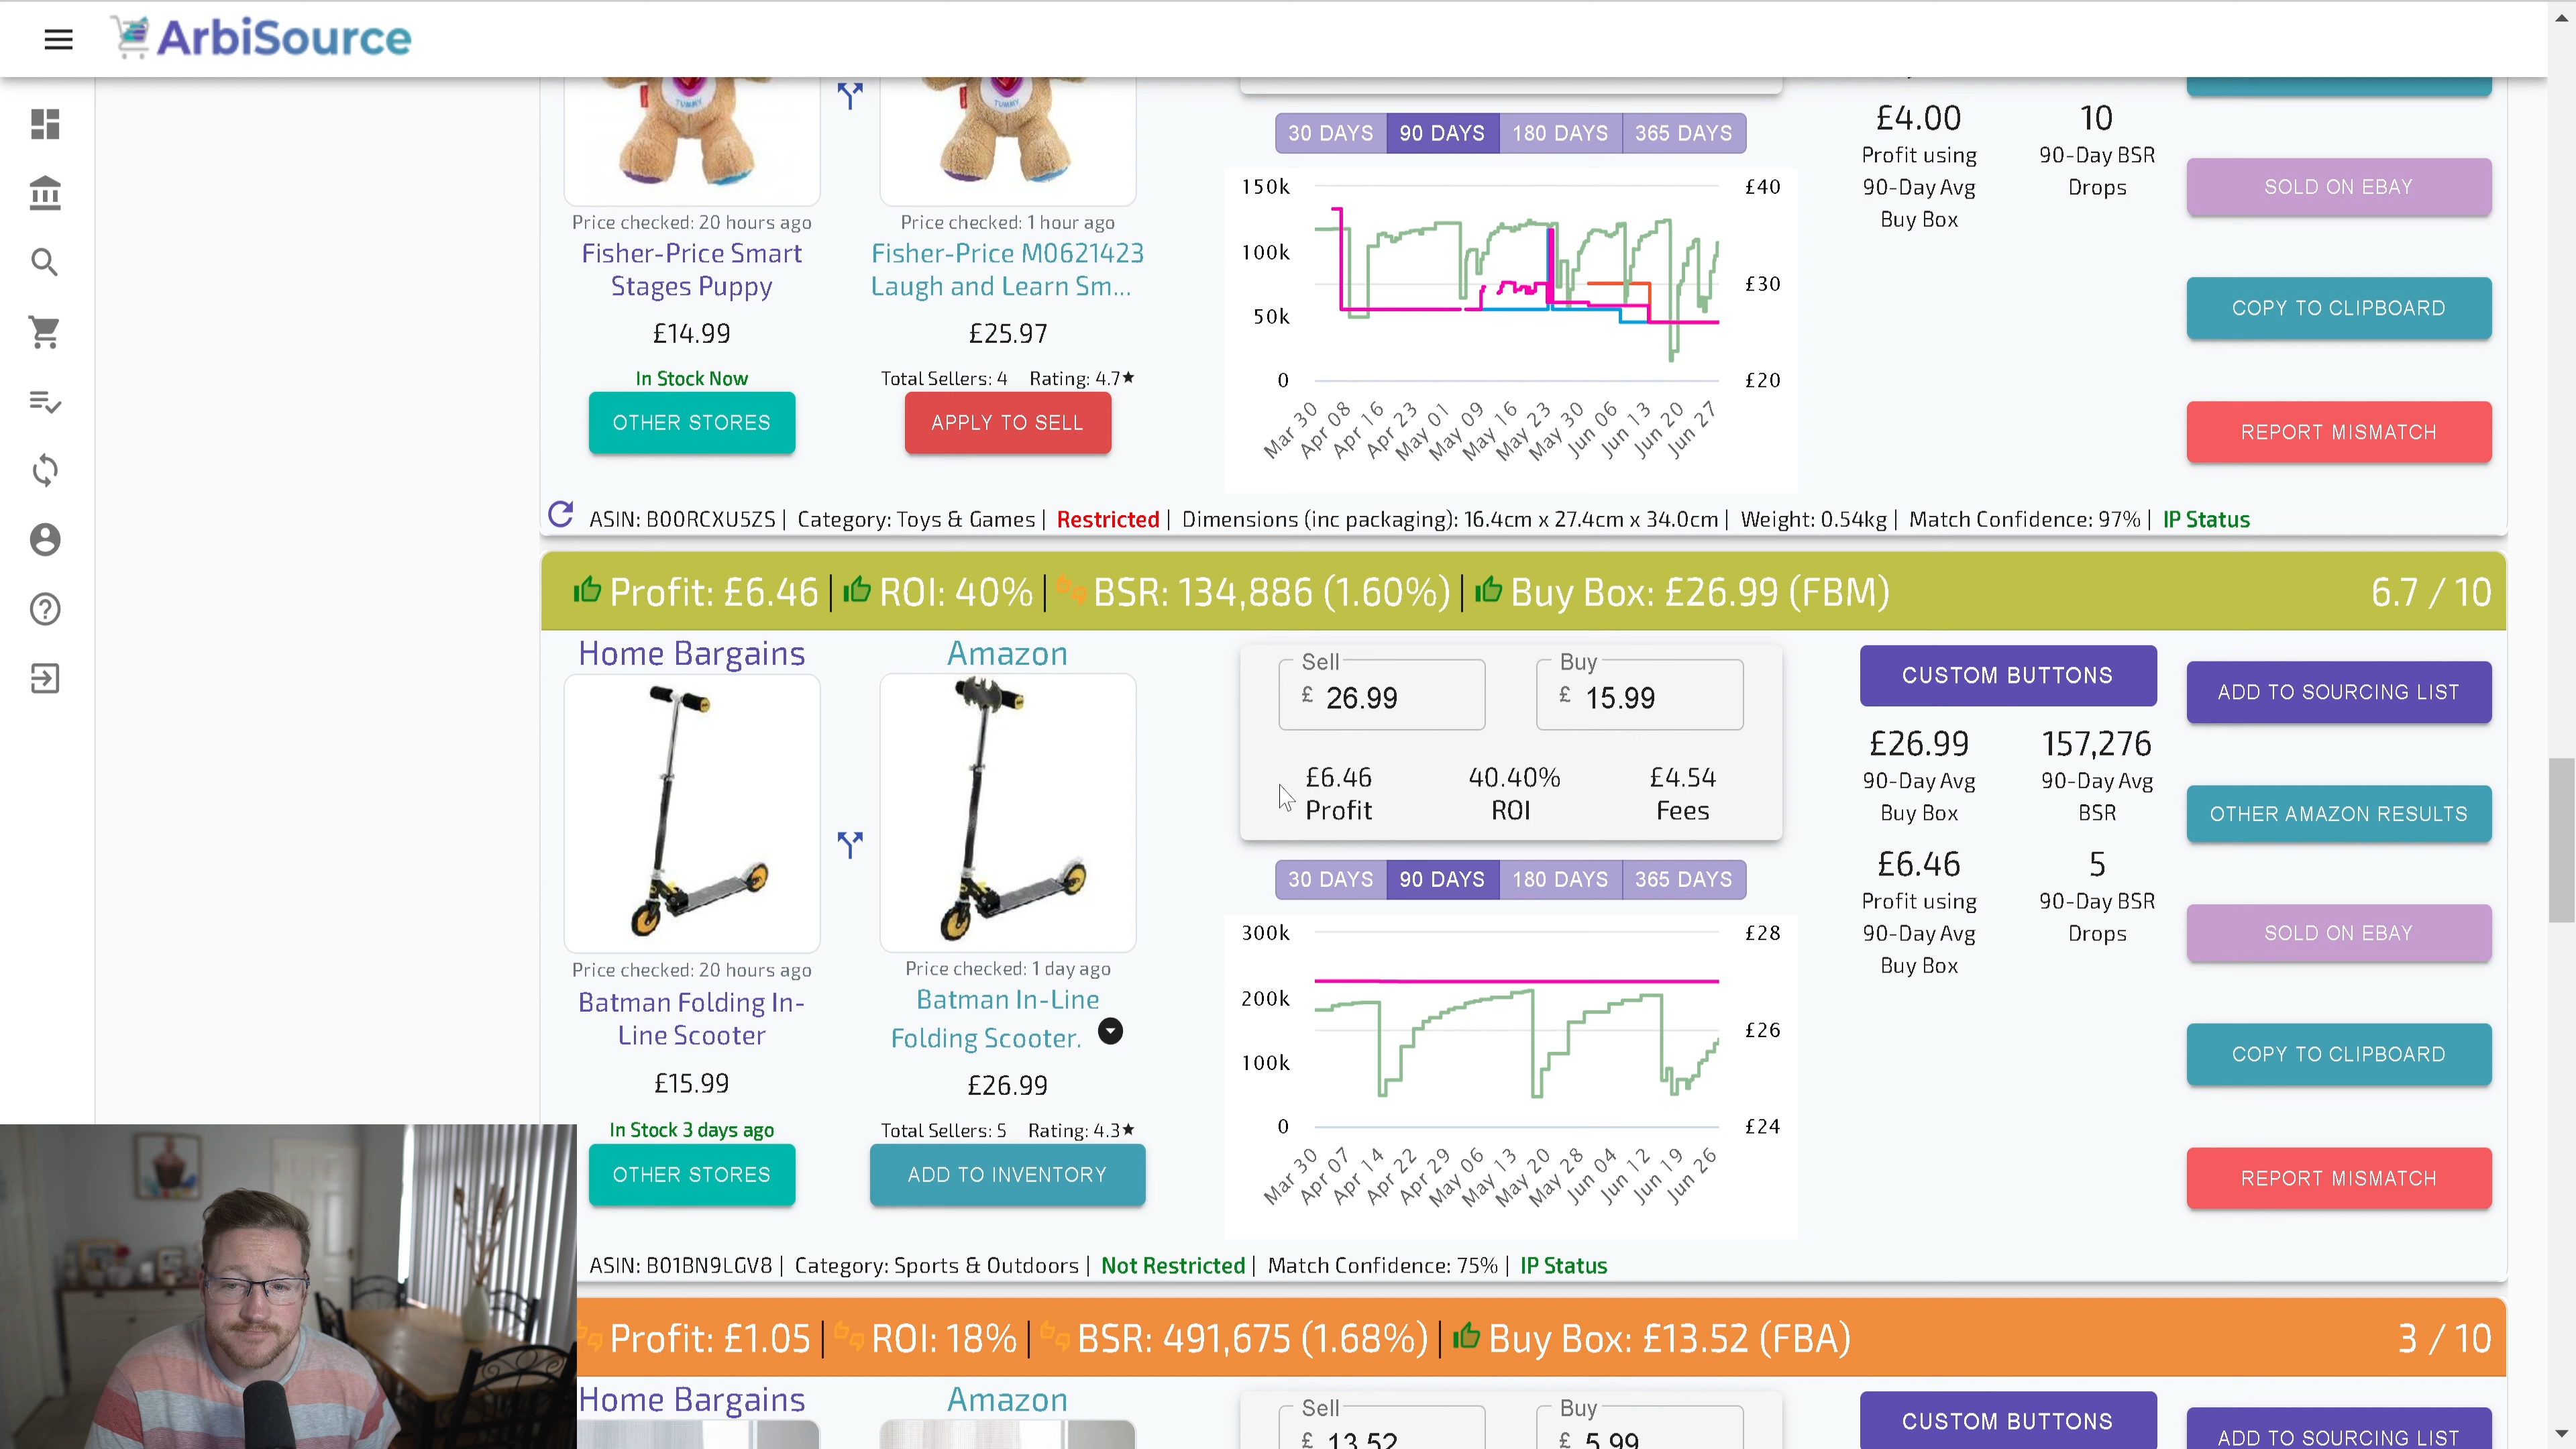 ArbiSource
TUMMY
TUMMY
Price checked: 20 hours ago
Fisher-Price Smart
Stages Puppy
£14.99
In Stock Now
OTHER STORES
Price checked: 1 hour ago
Fisher-Price M0621423
Laugh and Learn Sm...
£25.97
Total Sellers: 4 Rating: 4.7★
APPLY TO SELL
30 DAYS 90 DAYS 180 DAYS 365 DAYS
150k £40
100k
£30
50k
0 £20
Mar 30 Apr 08 Apr 16 Apr 23 May 01 May 09 May 16 May 23 May 30 Jun 06 Jun 13 Jun 20 Jun 27
£4.00
Profit using
90-Day Avg
Buy Box
10
90-Day BSR
Drops
SOLD ON EBAY
COPY TO CLIPBOARD
REPORT MISMATCH
ASIN: B00RCXU5ZS | Category: Toys & Games | Restricted | Dimensions (inc packaging): 16.4cm x 27.4cm x 34.0cm | Weight: 0.54kg | Match Confidence: 97% | IP Status
Profit: £6.46 | ROI: 40% | BSR: 134,886 (1.60%) | Buy Box: £26.99 (FBM) 6.7 / 10
Home Bargains
Price checked: 20 hours ago
Batman Folding In-
Line Scooter
£15.99
In Stock 3 days ago
OTHER STORES
Amazon
Price checked: 1 day ago
Batman In-Line
Folding Scooter.
£26.99
Total Sellers: 5 Rating: 4.3★
ADD TO INVENTORY
Sell Buy
£ 26.99 £ 15.99
£6.46 40.40% £4.54
Profit ROI Fees
30 DAYS 90 DAYS 180 DAYS 365 DAYS
300k £28
200k
£26
100k
0 £24
Mar 30 Apr 07 Apr 14 Apr 22 Apr 29 May 06 May 13 May 20 May 28 Jun 04 Jun 12 Jun 19 Jun 26
CUSTOM BUTTONS
£26.99
90-Day Avg
Buy Box
157,276
90-Day Avg
BSR
£6.46
Profit using
90-Day Avg
Buy Box
5
90-Day BSR
Drops
ADD TO SOURCING LIST
OTHER AMAZON RESULTS
SOLD ON EBAY
COPY TO CLIPBOARD
REPORT MISMATCH
ASIN: B01BN9LGV8 | Category: Sports & Outdoors | Not Restricted | Match Confidence: 75% | IP Status
Profit: £1.05 | ROI: 18% | BSR: 491,675 (1.68%) | Buy Box: £13.52 (FBA) 3 / 10
Home Bargains
Amazon
Sell Buy
£ 13.52 £ 5.99
CUSTOM BUTTONS
ADD TO SOURCING LIST